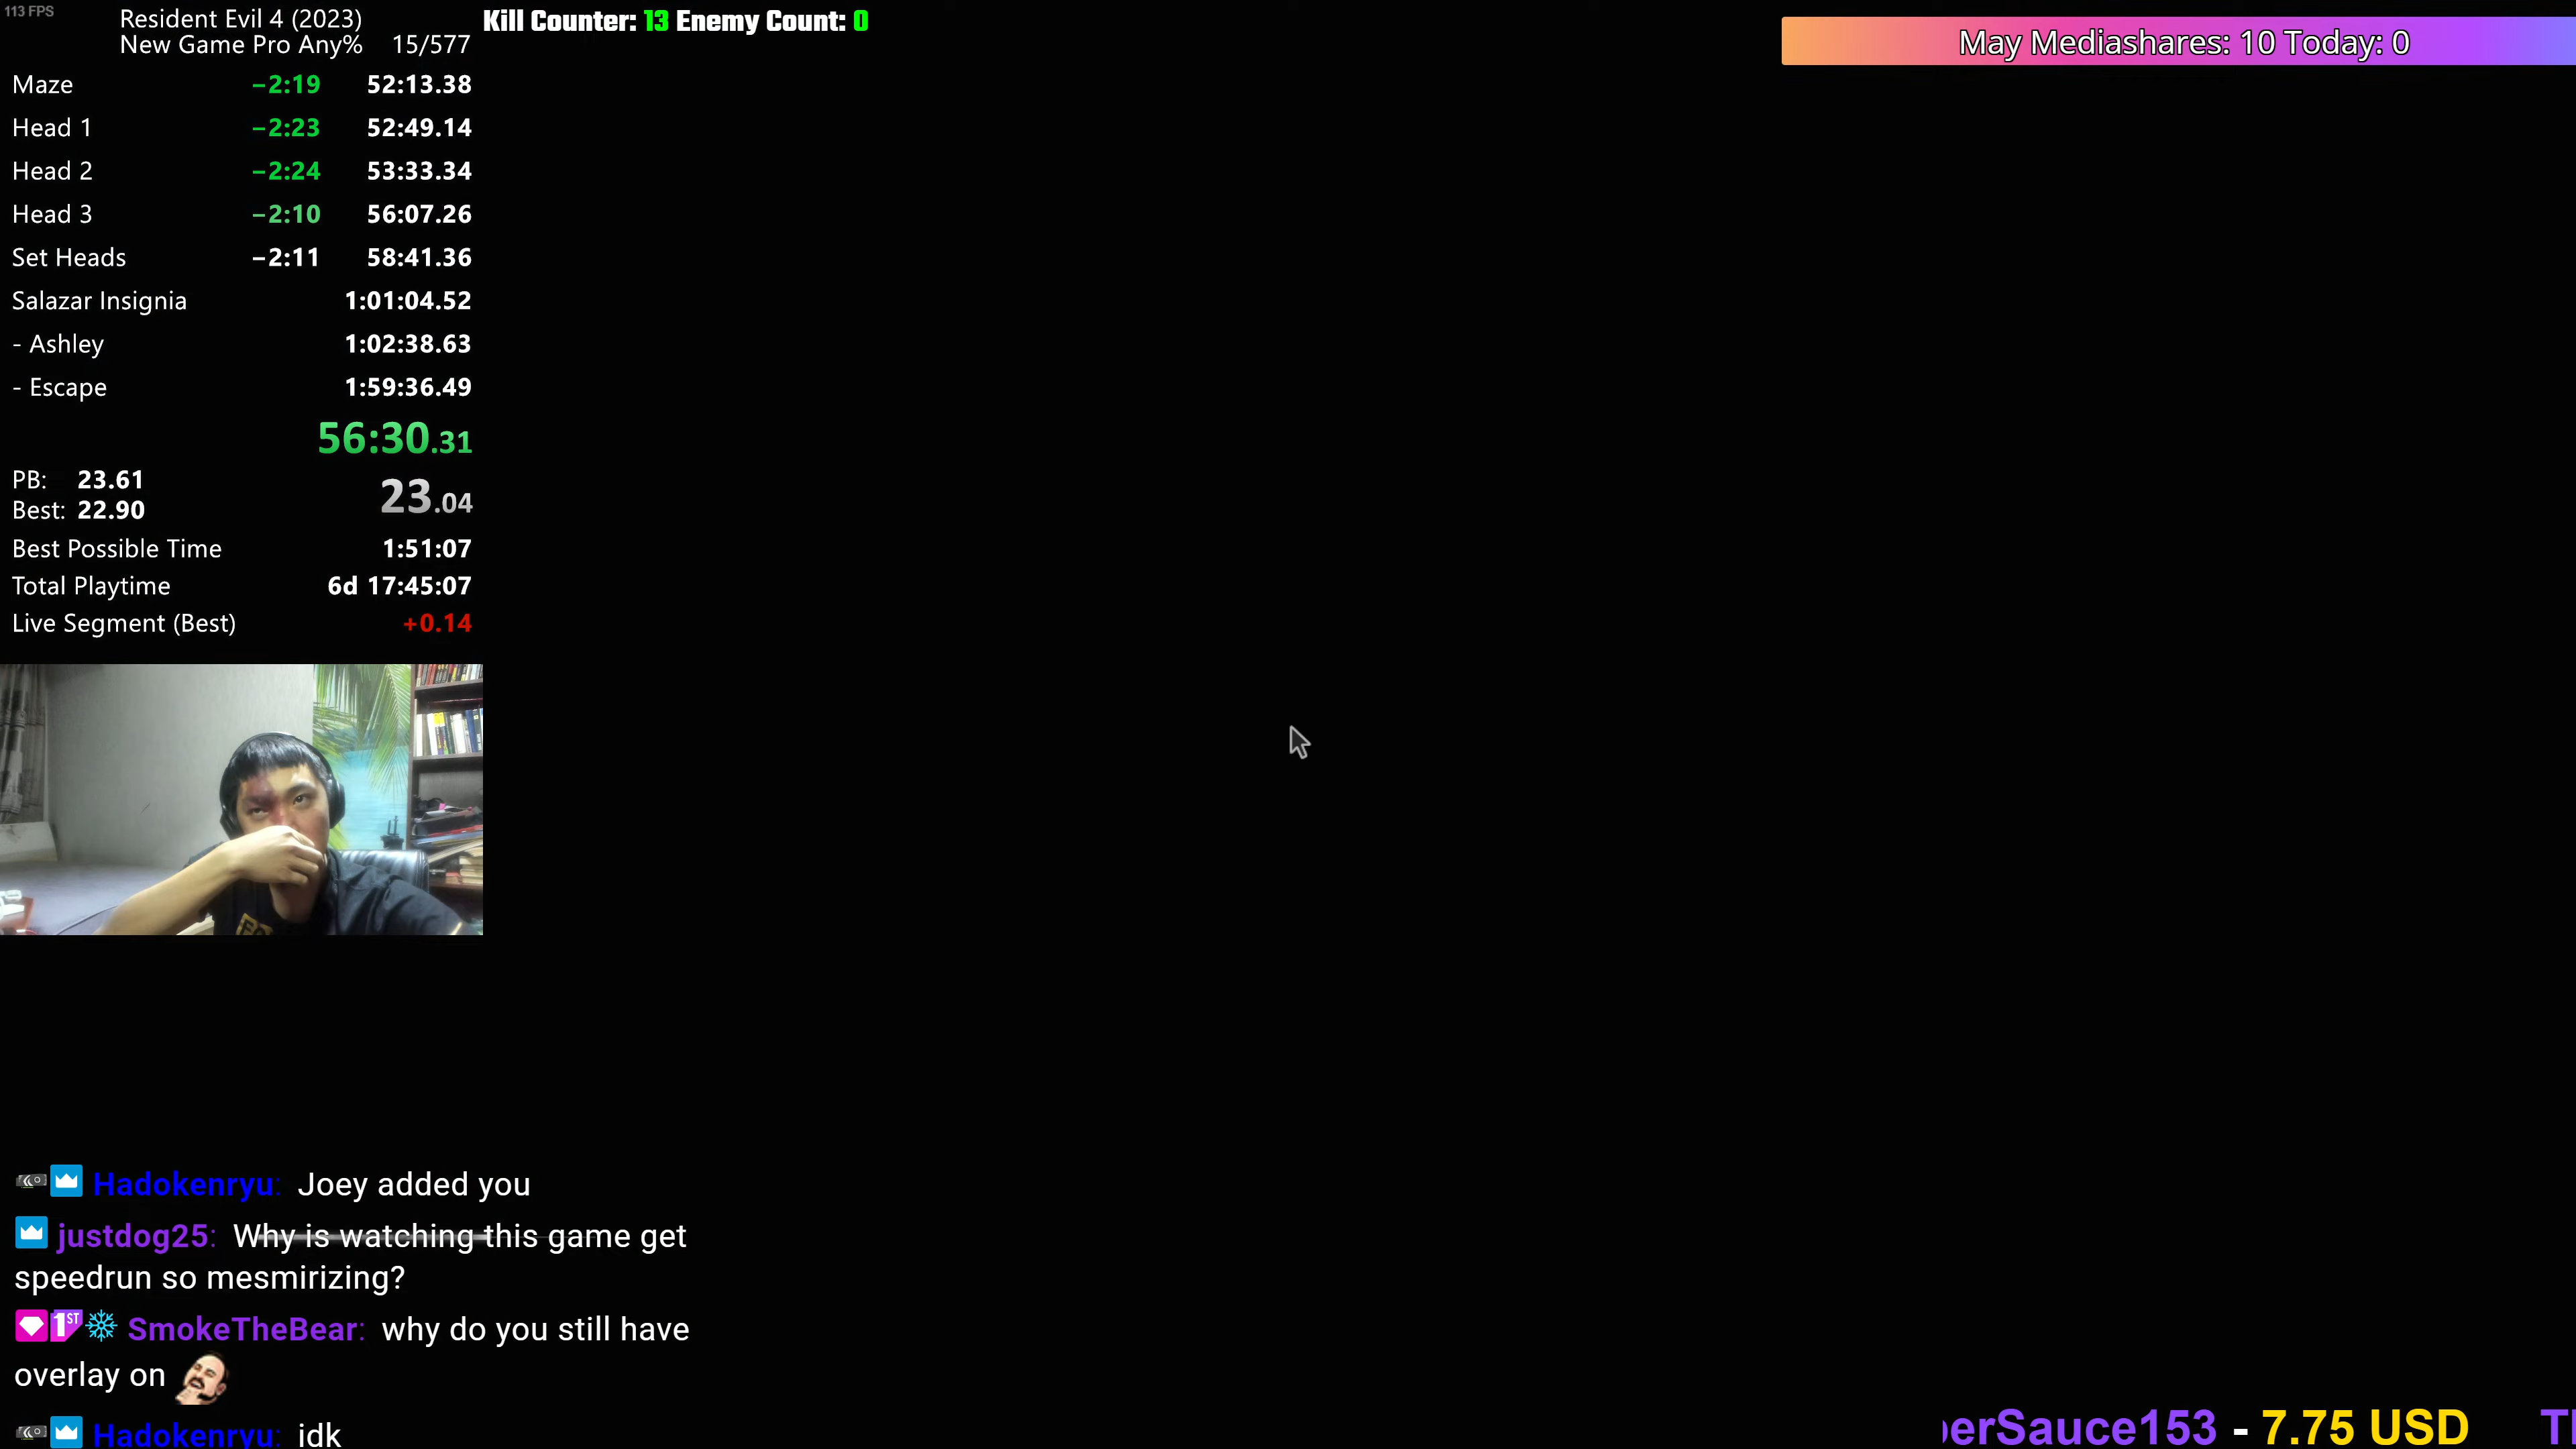 113 FPS
Resident Evil 4 (2023)
New Game Pro Any% 15/577
Kill Counter: 13 Enemy Count: 0
May Mediashares: 10 Today: 0
Maze −2:19 52:13.38
Head 1 −2:23 52:49.14
Head 2 −2:24 53:33.34
Head 3 −2:10 56:07.26
Set Heads −2:11 58:41.36
Salazar Insignia 1:01:04.52
- Ashley 1:02:38.63
- Escape 1:59:36.49
56:30.31
PB: 23.61
Best: 22.90
23.04
Best Possible Time 1:51:07
Total Playtime 6d 17:45:07
Live Segment (Best) +0.14
Hadokenryu: Joey added you
justdog25: Why is watching this game get
speedrun so mesmirizing?
1ST SmokeTheBear: why do you still have
overlay on
Hadokenryu: idk
erSauce153 - 7.75 USD